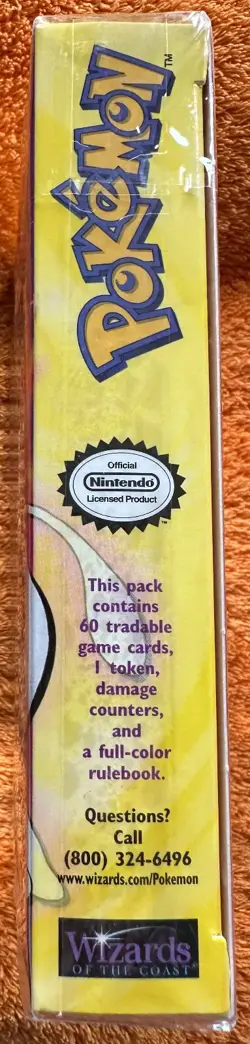 POKéMON™
Official
Nintendo®
Licensed Product
™
This pack
contains
60 tradable
game cards,
1 token,
damage
counters,
and
a full-color
rulebook.
Questions?
Call
(800) 324-6496
www.wizards.com/Pokemon
Wizards
OF THE COAST®